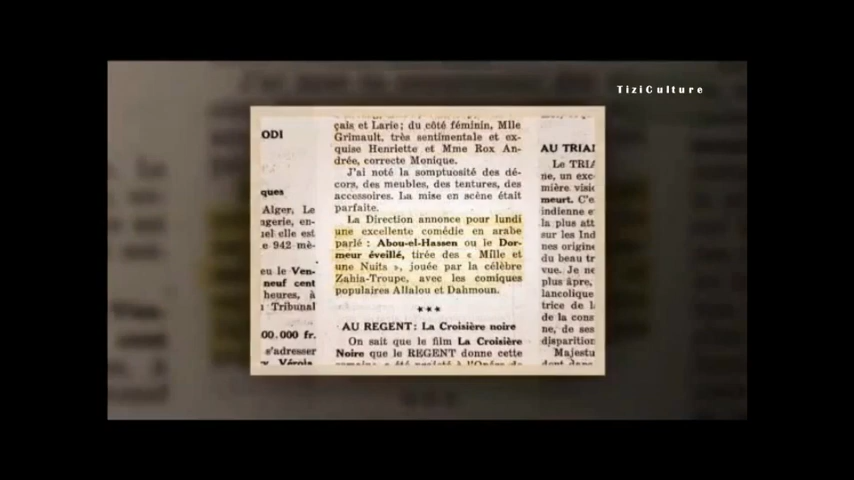 TiziCulture
çais et Larie; du côté féminin, Mlle
Grimault, très sentimentale et ex-
quise Henriette et Mme Rox An-
drée, correcte Monique.
J'ai noté la somptuosité des dé-
cors, des meubles, des tentures, des
accessoires. La mise en scène était
parfaite.
La Direction annonce pour lundi
une excellente comédie en arabe
parlé : Abou-el-Hassen ou le Dor-
meur éveillé, tirée des « Mille et
une Nuits », jouée par la célèbre
Zahia-Troupe, avec les comiques
populaires Allalou et Dahmoun.
***
AU REGENT : La Croisière noire
On sait que le film La Croisière
Noire que le REGENT donne cette
ODI
ques
Alger, Le
agerie, en-
uel elle est
e 942 mè-
eu le Ven-
neuf cent
heures, à
Tribunal
00.000 fr.
s'adresser
AU TRIA
Le TRIA
ne, un exc
mière visi
meurt. C'e
indienne e
la plus att
sur les Ind
nes origine
du beau tr
vue. Je ne
plus âpre,
lancolique
trice de l
de la cons
ne, de ses
disparition
Majestu